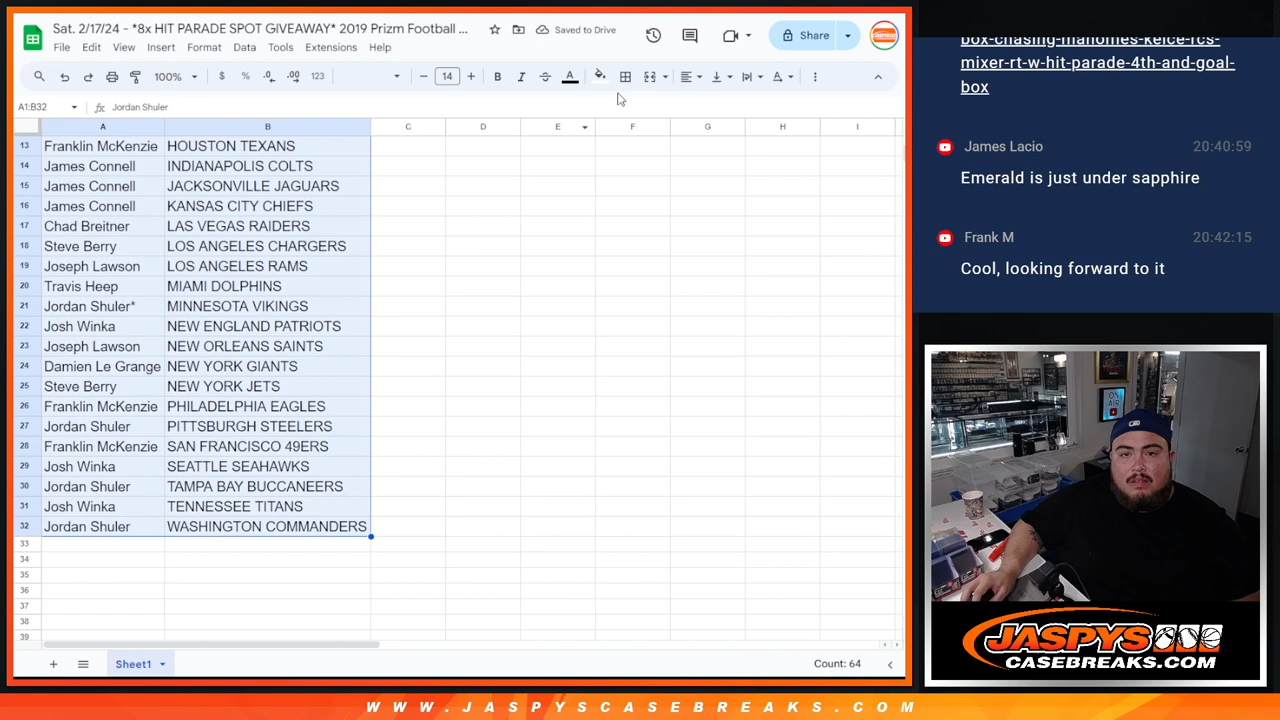 Sat. 2/17/24 - *8x HIT PARADE SPOT GIVEAWAY* 2019 Prizm Football ...
Saved to Drive
Share
File Edit View Insert Format Data Tools Extensions Help
100% $ % .0 .00 123 14 B I A
A1:B32 fx Jordan Shuler
A B C D E F G H I
13 Franklin McKenzie HOUSTON TEXANS
14 James Connell INDIANAPOLIS COLTS
15 James Connell JACKSONVILLE JAGUARS
16 James Connell KANSAS CITY CHIEFS
17 Chad Breitner LAS VEGAS RAIDERS
18 Steve Berry LOS ANGELES CHARGERS
19 Joseph Lawson LOS ANGELES RAMS
20 Travis Heep MIAMI DOLPHINS
21 Jordan Shuler* MINNESOTA VIKINGS
22 Josh Winka NEW ENGLAND PATRIOTS
23 Joseph Lawson NEW ORLEANS SAINTS
24 Damien Le Grange NEW YORK GIANTS
25 Steve Berry NEW YORK JETS
26 Franklin McKenzie PHILADELPHIA EAGLES
27 Jordan Shuler PITTSBURGH STEELERS
28 Franklin McKenzie SAN FRANCISCO 49ERS
29 Josh Winka SEATTLE SEAHAWKS
30 Jordan Shuler TAMPA BAY BUCCANEERS
31 Josh Winka TENNESSEE TITANS
32 Jordan Shuler WASHINGTON COMMANDERS
33
34
35
36
37
38
39
Sheet1
Count: 64
box-chasing-mahomes-kelce-rcs-
mixer-rt-w-hit-parade-4th-and-goal-
box
James Lacio 20:40:59
Emerald is just under sapphire
Frank M 20:42:15
Cool, looking forward to it
ON AIR
JASPYS
CASEBREAKS.COM
WWW.JASPYSCASEBREAKS.COM